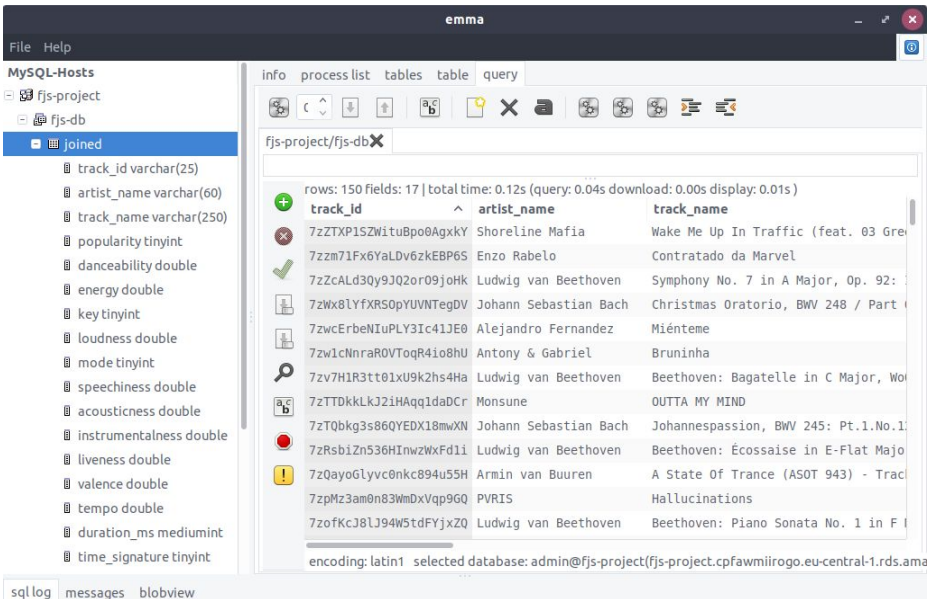 emma
File Help
MySQL-Hosts
fjs-project
fjs-db
joined
track_id varchar(25)
artist_name varchar(60)
track_name varchar(250)
popularity tinyint
danceability double
energy double
key tinyint
loudness double
mode tinyint
speechiness double
acousticness double
instrumentalness double
liveness double
valence double
tempo double
duration_ms mediumint
time_signature tinyint
info process list tables table query
fjs-project/fjs-db
rows: 150 fields: 17 | total time: 0.12s (query: 0.04s download: 0.00s display: 0.01s )
track_id artist_name track_name
7zZTXP1SZWituBpo0AgxkY Shoreline Mafia Wake Me Up In Traffic (feat. 03 Gre
7zzm71Fx6YaLDv6zkEBP6S Enzo Rabelo Contratado da Marvel
7zZcALd3Qy9JQ2orO9joHk Ludwig van Beethoven Symphony No. 7 in A Major, Op. 92:
7zWx8lYfXRSOpYUVNTegDV Johann Sebastian Bach Christmas Oratorio, BWV 248 / Part
7zwcErbeNIuPLY3Ic41JE0 Alejandro Fernandez Miénteme
7zw1cNnraROVToqR4io8hU Antony & Gabriel Bruninha
7zv7H1R3tt01xU9k2hs4Ha Ludwig van Beethoven Beethoven: Bagatelle in C Major, Wo
7zTTDkkLkJ2iHAqq1daDCr Monsune OUTTA MY MIND
7zTQbkg3s86QYEDX18mwXN Johann Sebastian Bach Johannespassion, BWV 245: Pt.1.No.1
7zRsbiZn536HInwzWxFd1i Ludwig van Beethoven Beethoven: Écossaise in E-Flat Majo
7zQayoGlyvc0nkc894u55H Armin van Buuren A State Of Trance (ASOT 943) - Trac
7zpMz3am0n83WmDxVqp9GQ PVRIS Hallucinations
7zofKcJ8lJ94W5tdFYjxZQ Ludwig van Beethoven Beethoven: Piano Sonata No. 1 in F
encoding: latin1 selected database: admin@fjs-project(fjs-project.cpfawmiirogo.eu-central-1.rds.ama
sql log messages blobview